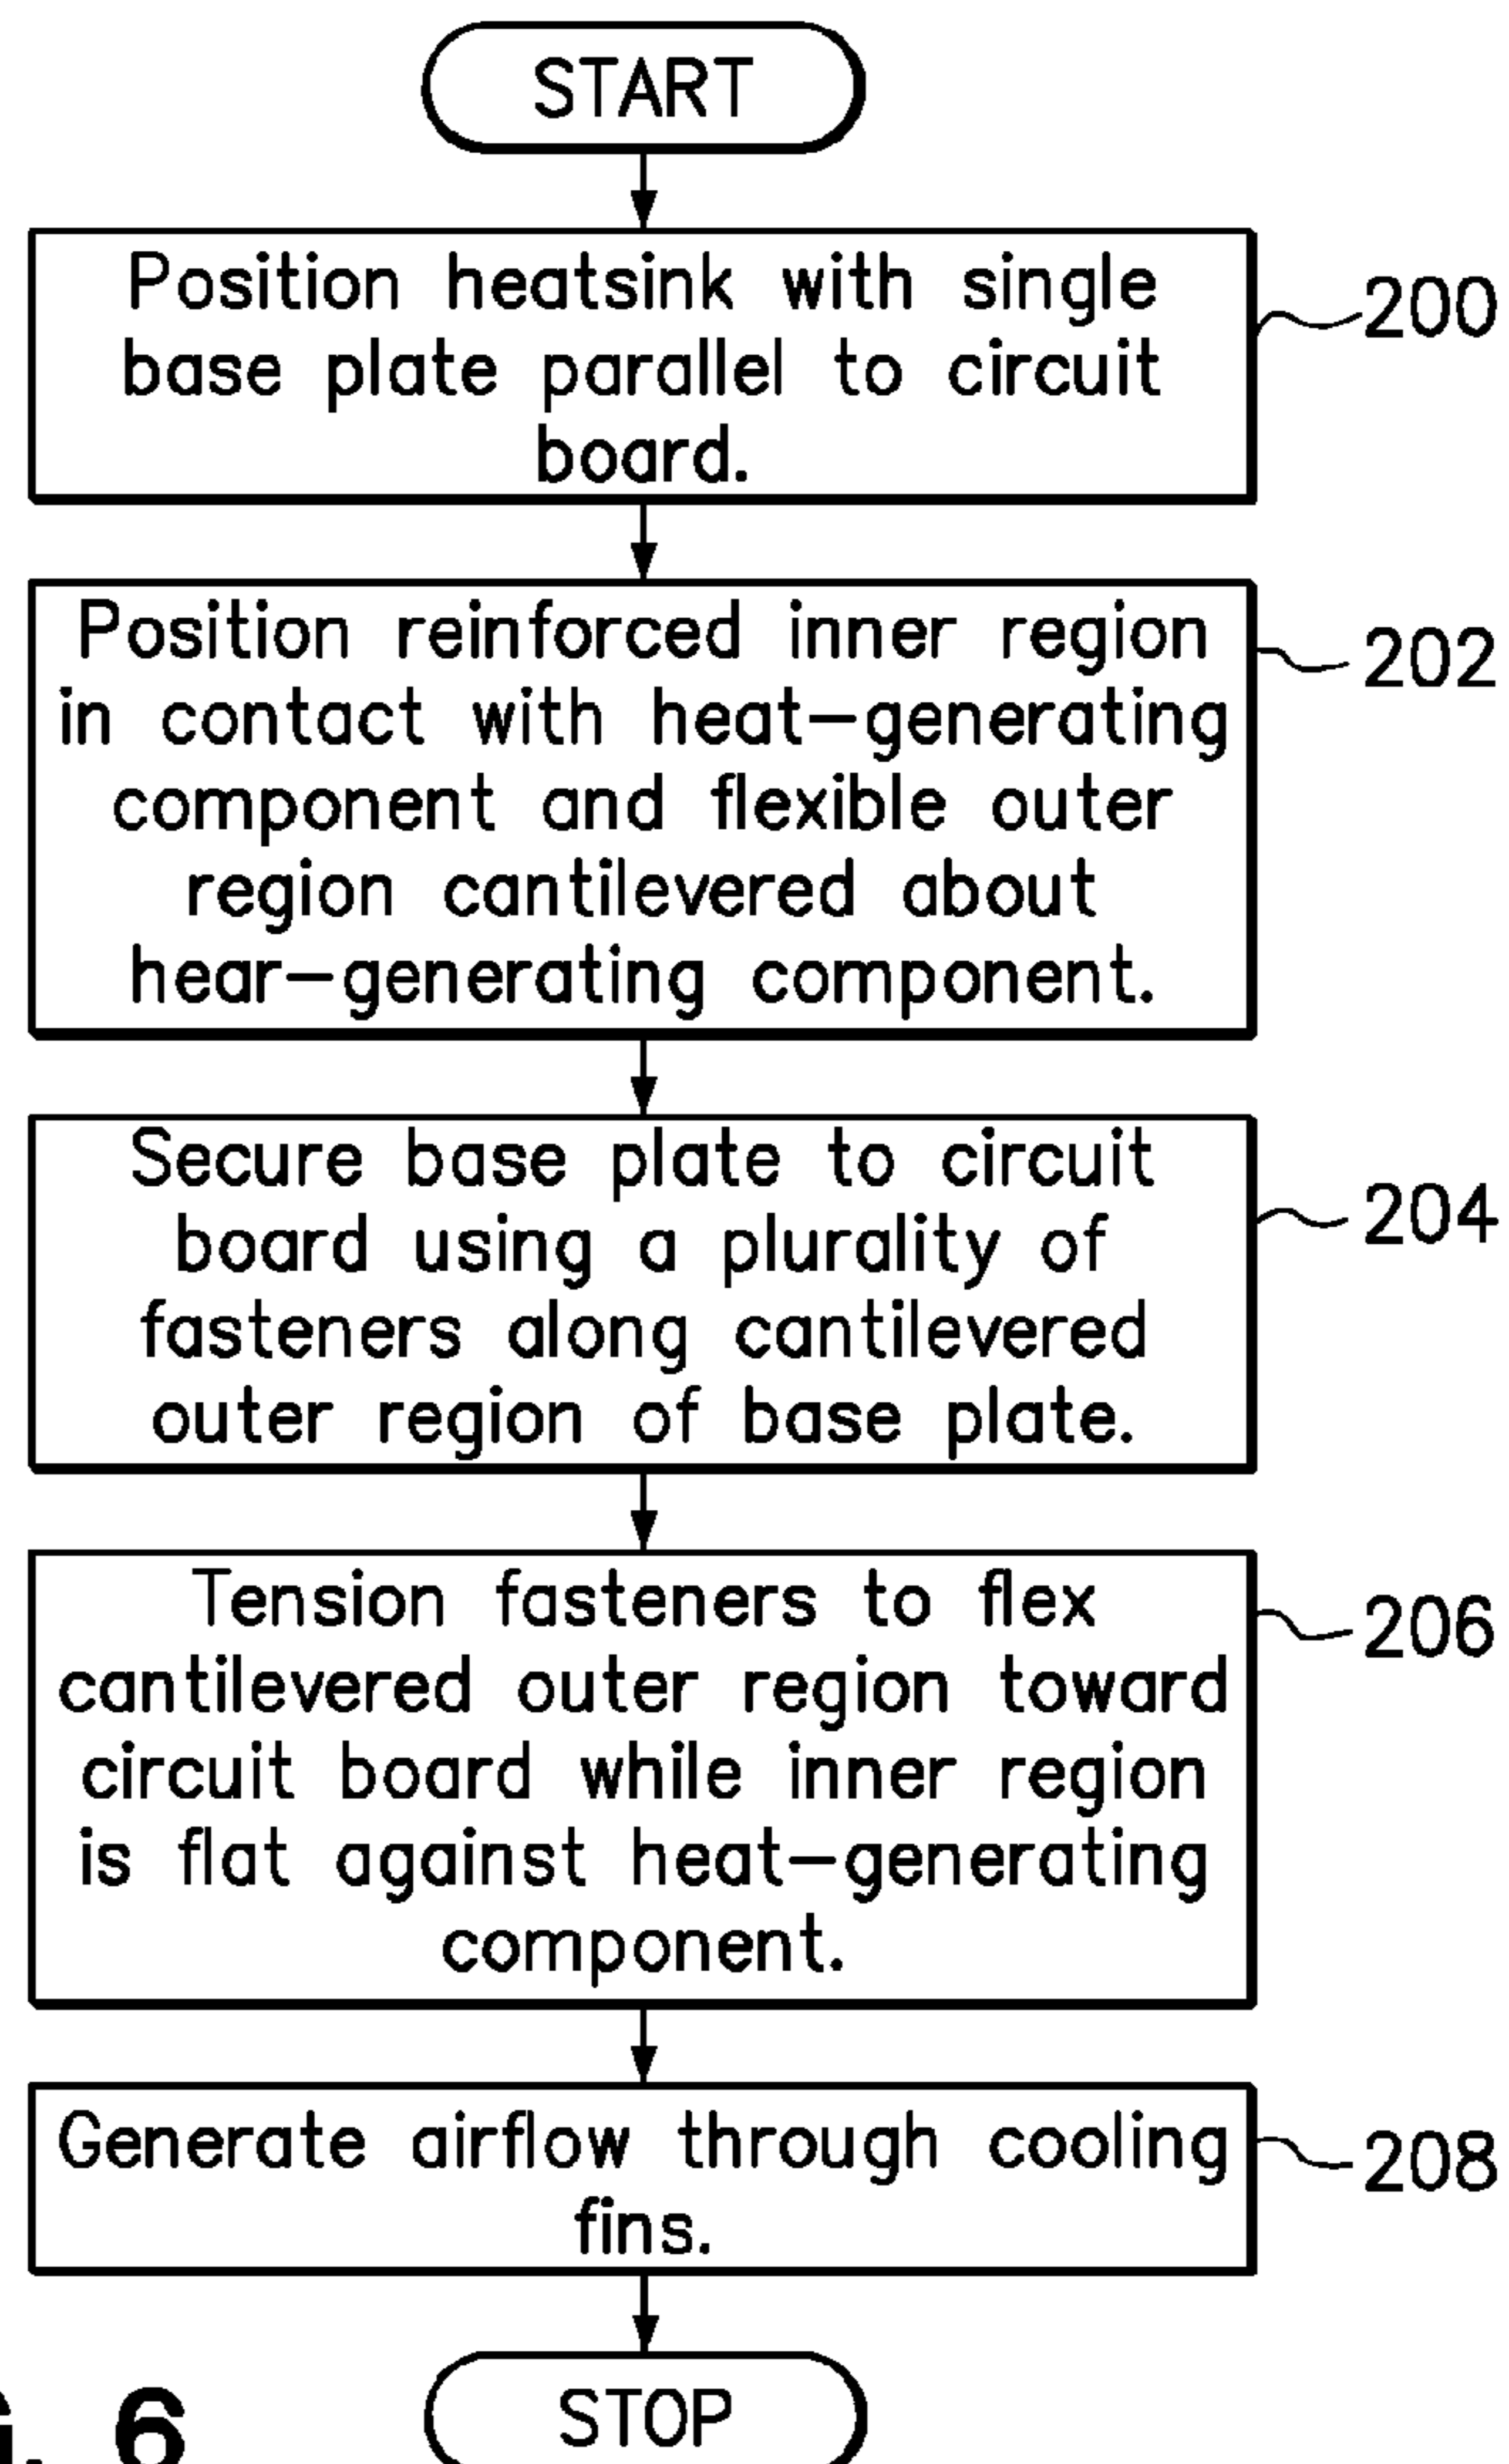 START
Position heatsink with single
base plate parallel to circuit
board.
200
Position reinforced inner region
in contact with heat-generating
component and flexible outer
region cantilevered about
hear-generating component.
202
Secure base plate to circuit
board using a plurality of
fasteners along cantilevered
outer region of base plate.
204
Tension fasteners to flex
cantilevered outer region toward
circuit board while inner region
is flat against heat-generating
component.
206
Generate airflow through cooling
fins.
208
STOP
6